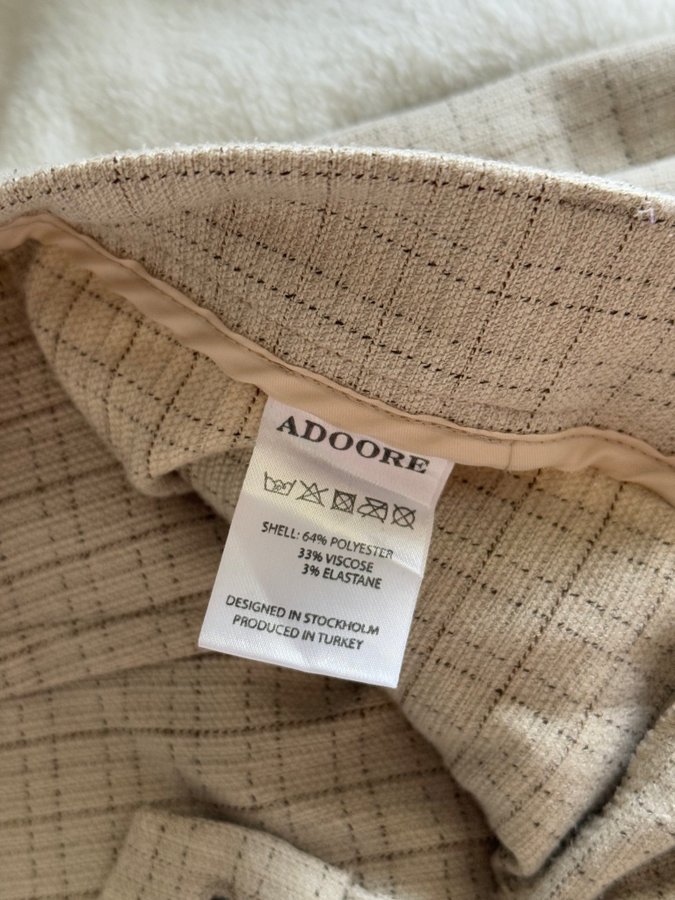 ADOORE
SHELL: 64% POLYESTER
33% VISCOSE
3% ELASTANE
DESIGNED IN STOCKHOLM
PRODUCED IN TURKEY